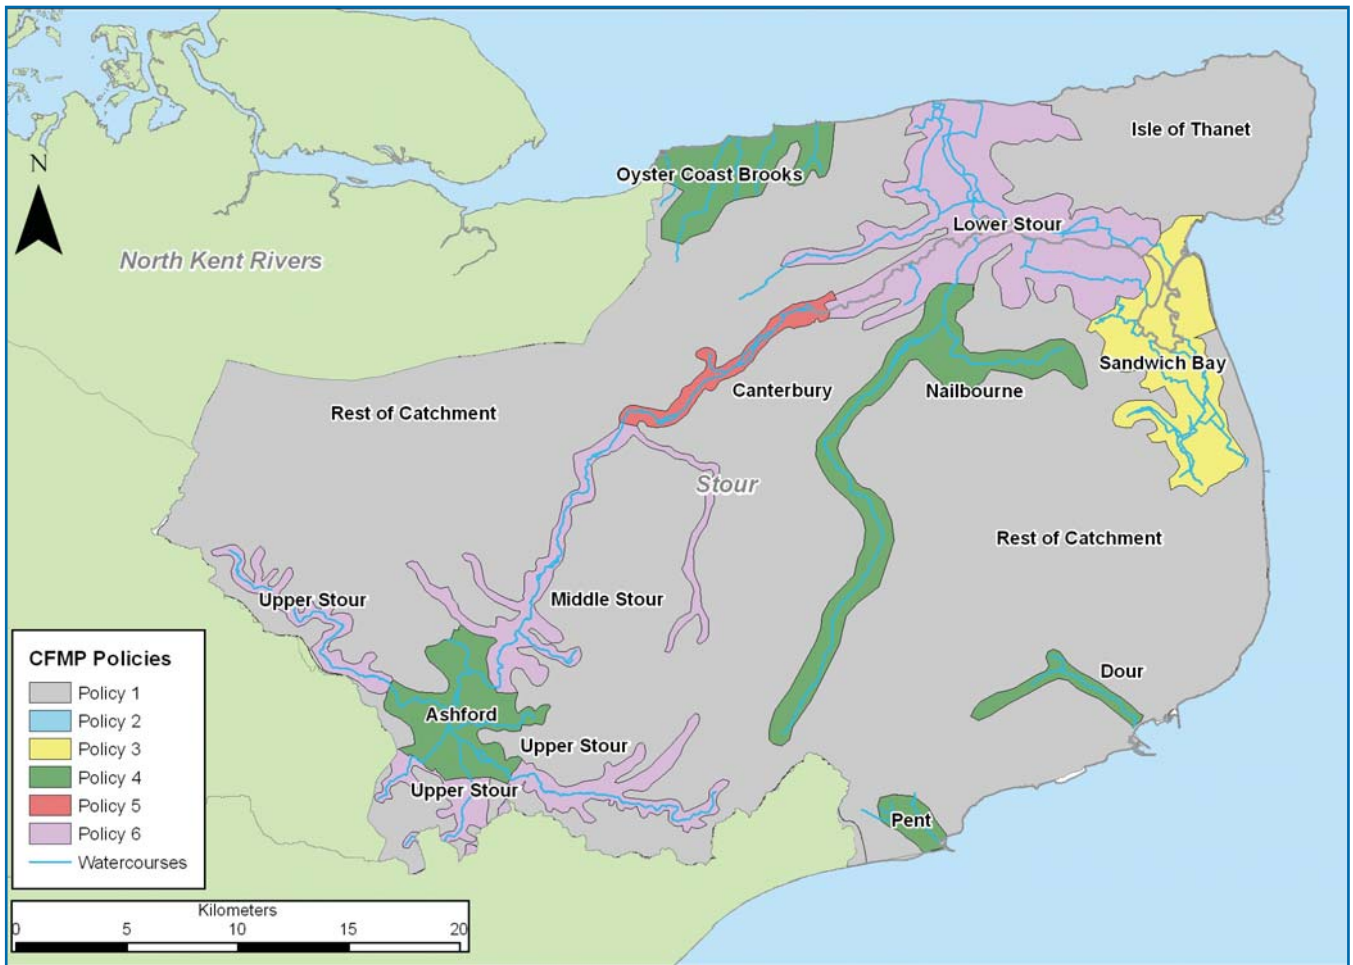 Isle of Thanet
N
Oyster Coast Brooks
Lower Stour
North Kent Rivers
Sandwich Bay
Canterbury
Nailbourne
Rest of Catchment
Stour
Rest of Catchment
Upper Stour
Middle Stour
Dour
Ashford
Upper Stour
Upper Stour
Pent
CFMP Policies
Policy 1
Policy 2
Policy 3
Policy 4
Policy 5
Policy 6
Watercourses
Kilometers
0 5 10 15 20